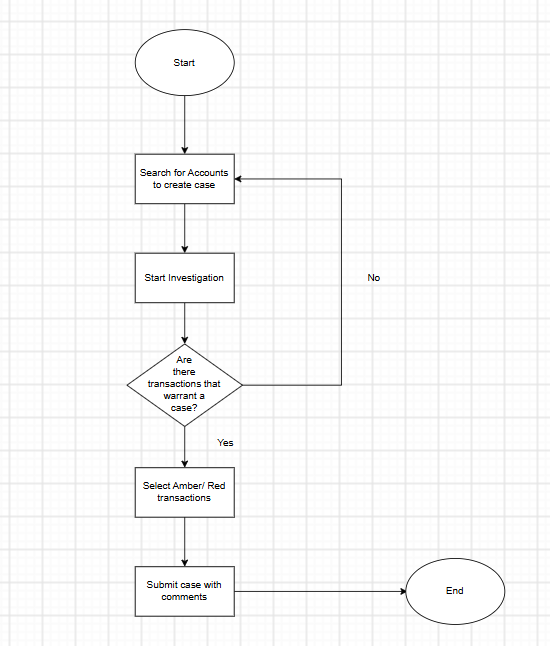 Start
Search for Accounts
to create case
Start Investigation
No
Are
there
transactions that
warrant a
case?
Yes
Select Amber/ Red
transactions
Submit case with
comments
End